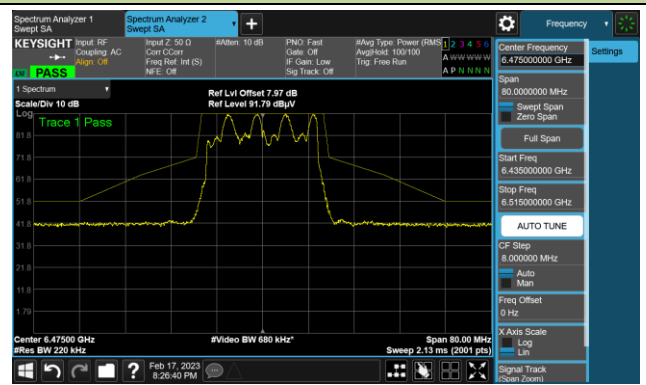 Spectrum Analyzer 1
Swept SA
Spectrum Analyzer 2
Swept SA
+
Frequency
KEYSIGHT
Input: RF
Coupling: AC
Align: Off
Input Z: 50 Ω
Corr CCorr
Freq Ref: Int (S)
NFE: Off
#Atten: 10 dB
PNO: Fast
Gate: Off
IF Gain: Low
Sig Track: Off
#Avg Type: Power (RMS)
Avg|Hold: 100/100
Trig: Free Run
1 2 3 4 5 6
A W W W W W
A P N N N N
PASS
1 Spectrum
Scale/Div 10 dB
Ref Lvl Offset 7.97 dB
Ref Level 91.79 dBµV
Log
Trace 1 Pass
81.8
71.8
61.8
51.8
41.8
31.8
21.8
11.8
1.79
Center 6.47500 GHz
#Res BW 220 kHz
#Video BW 680 kHz*
Span 80.00 MHz
Sweep 2.13 ms (2001 pts)
Feb 17, 2023
8:26:40 PM
Center Frequency
6.475000000 GHz
Settings
Span
80.0000000 MHz
Swept Span
Zero Span
Full Span
Start Freq
6.435000000 GHz
Stop Freq
6.515000000 GHz
AUTO TUNE
CF Step
8.000000 MHz
Auto
Man
Freq Offset
0 Hz
X Axis Scale
Log
Lin
Signal Track
(Span Zoom)